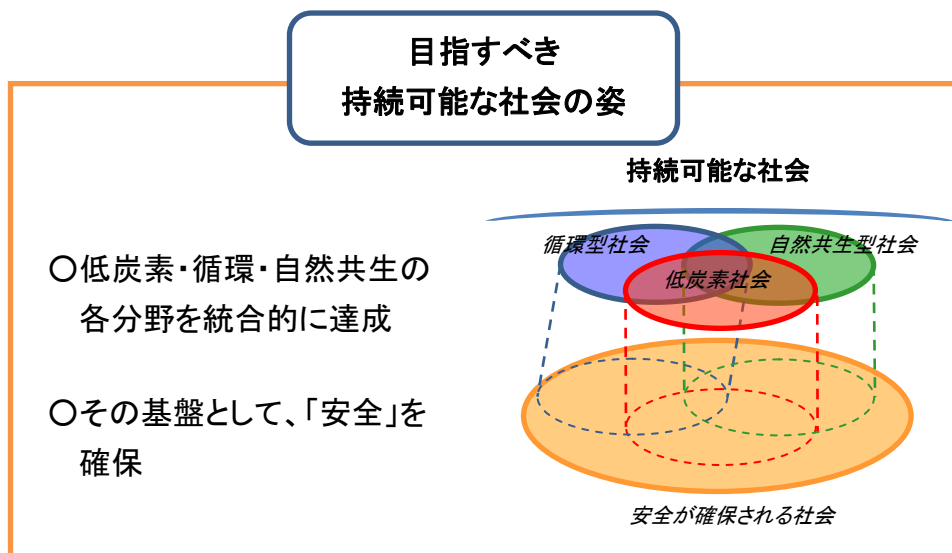 目指すべき
持続可能な社会の姿
持続可能な社会
循環型社会
自然共生型社会
低炭素社会
○低炭素・循環・自然共生の
各分野を統合的に達成
○その基盤として、「安全」を
確保
安全が確保される社会